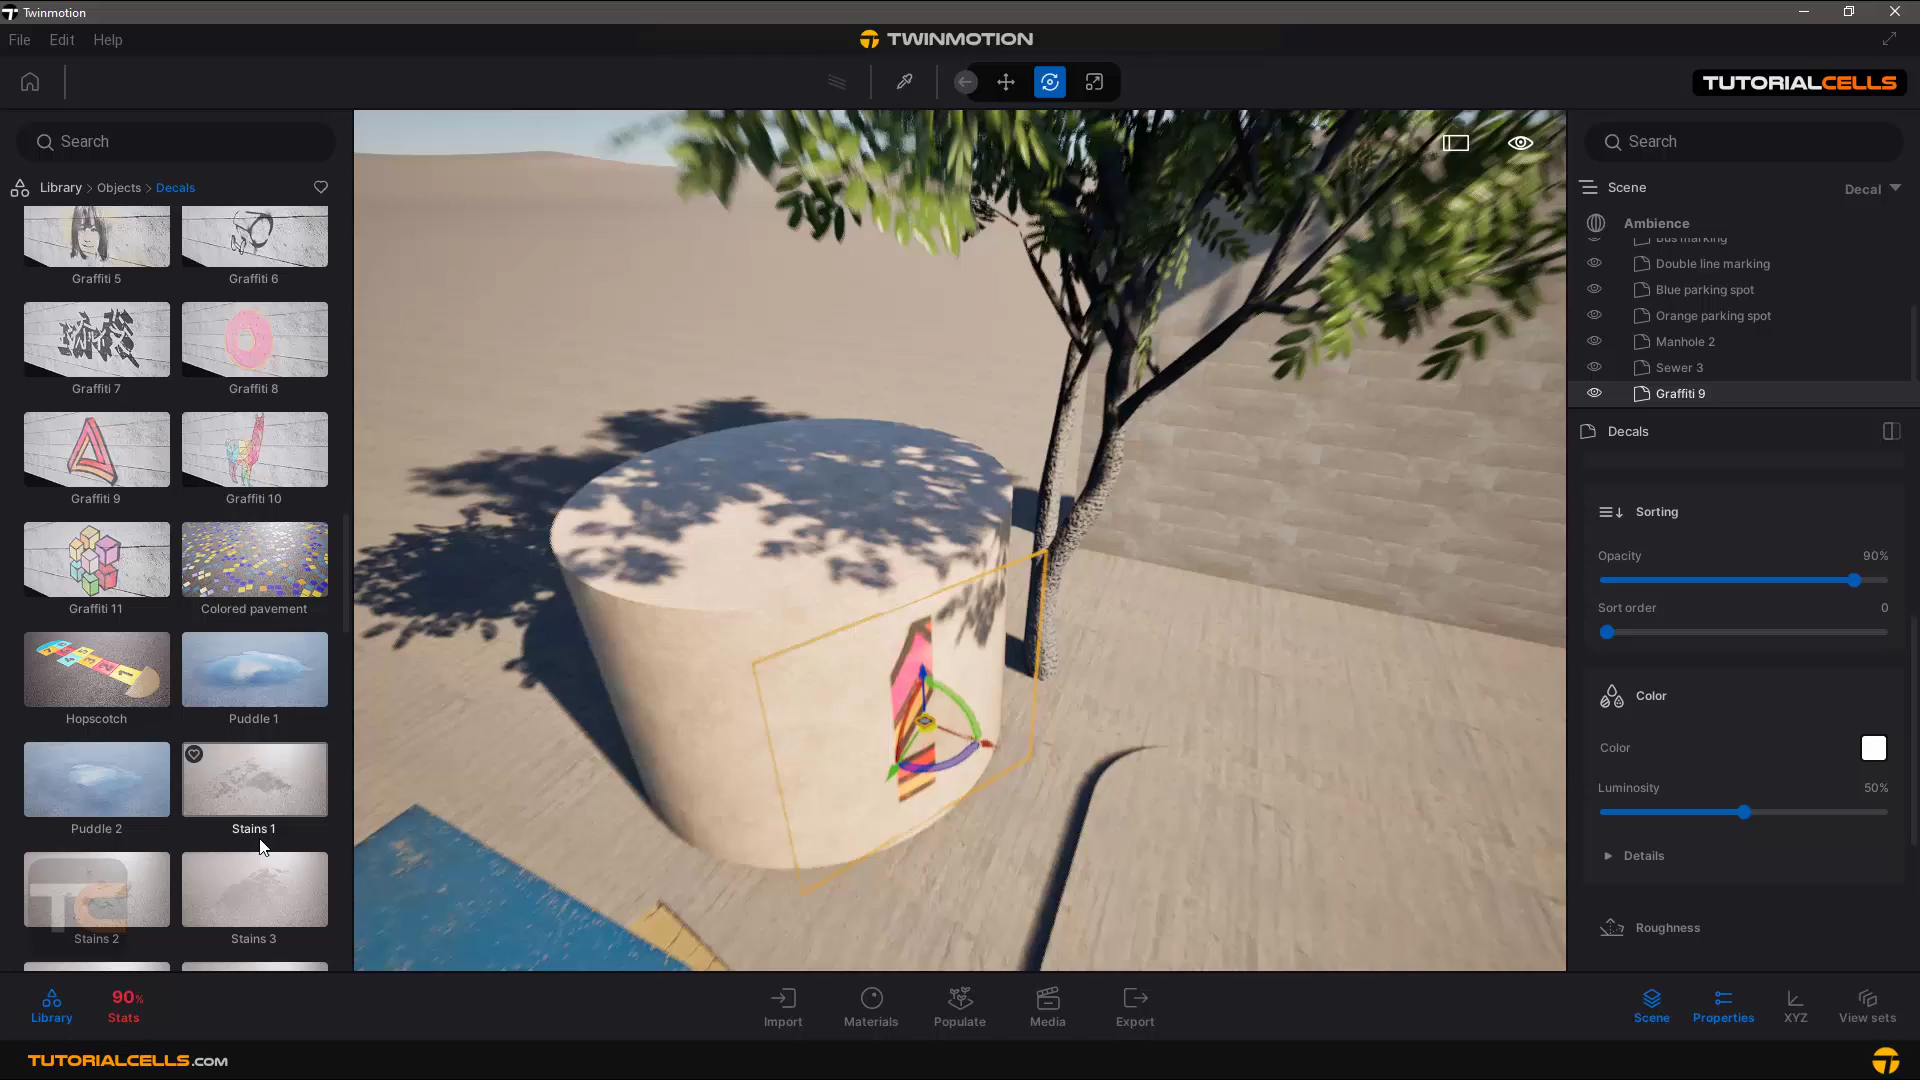 Twinmotion
File Edit Help
TWINMOTION
TUTORIALCELLS
Search
Library > Objects > Decals
Graffiti 5 Graffiti 6
Graffiti 7 Graffiti 8
Graffiti 9 Graffiti 10
Graffiti 11 Colored pavement
Hopscotch Puddle 1
Puddle 2 Stains 1
TC
Stains 2 Stains 3
Search
Scene Decal
Ambience
Bus marking
Double line marking
Blue parking spot
Orange parking spot
Manhole 2
Sewer 3
Graffiti 9
Decals
Sorting
Opacity 90%
Sort order 0
Color
Color
Luminosity 50%
Details
Roughness
Library 90% Stats
Import Materials Populate Media Export
Scene Properties XYZ View sets
TUTORIALCELLS.COM